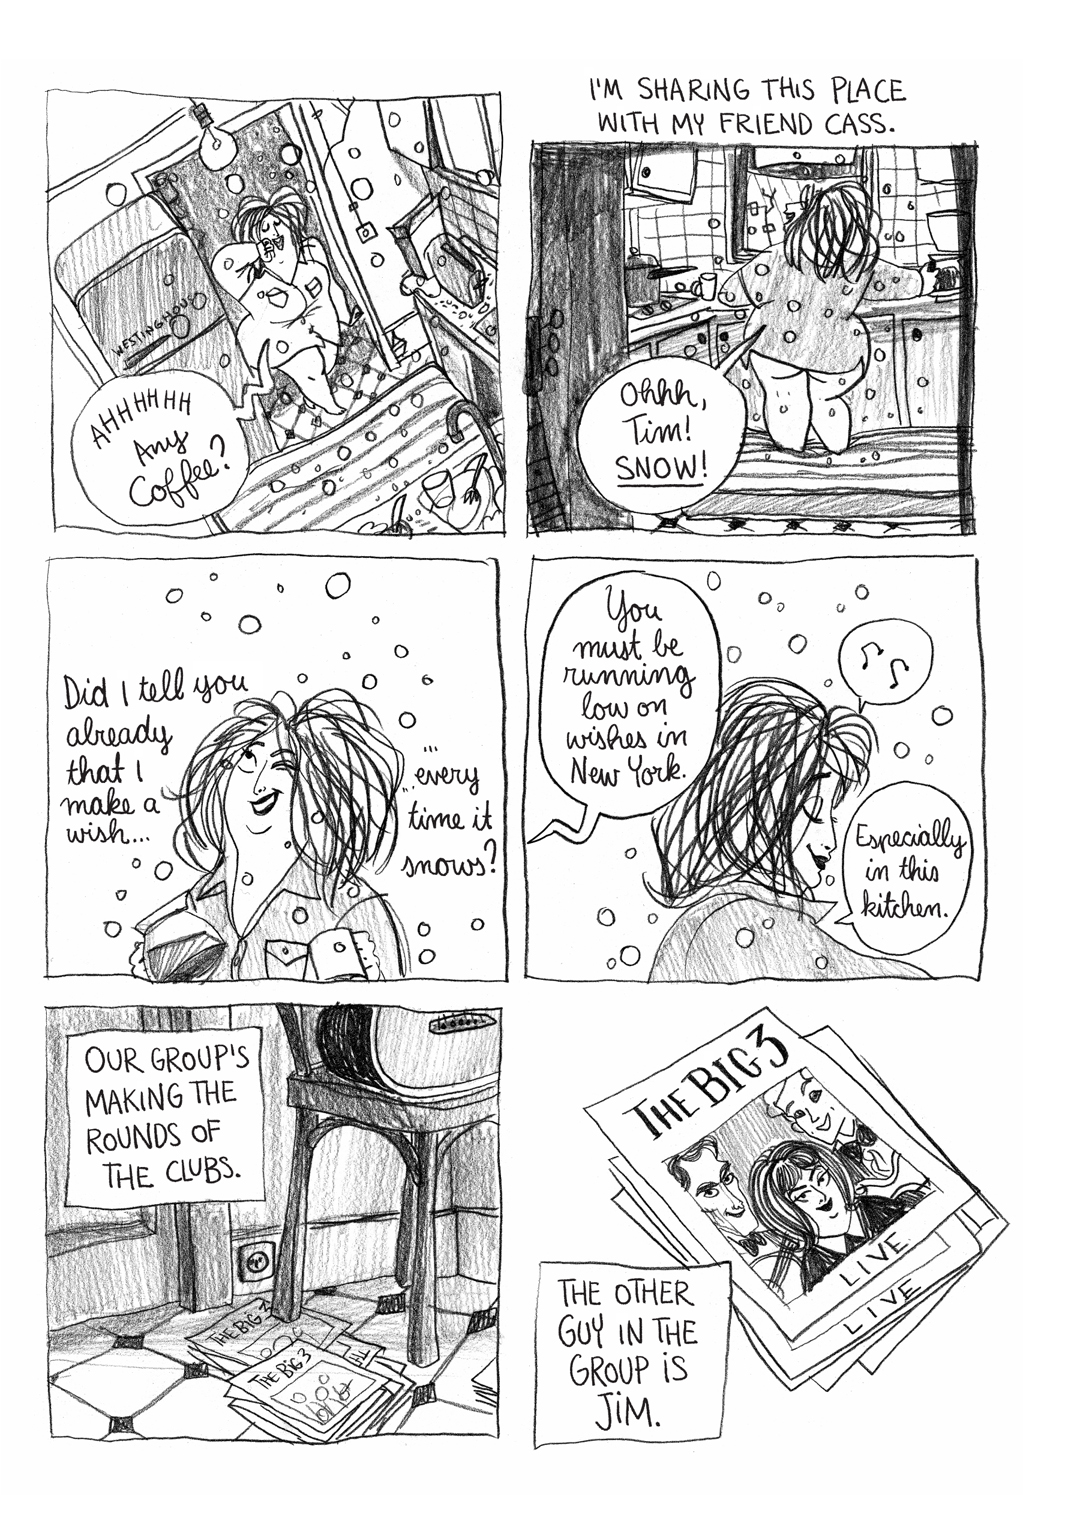 WESTINGHOUSE
AHHHHHH
Any
Coffee?
I'M SHARING THIS PLACE
WITH MY FRIEND CASS.
Ohhh,
Tim!
SNOW!
Did I tell you
already
that I
make a
wish...
...
every
time it
snows?
You
must be
running
low on
wishes in
New York.
Especially
in this
kitchen.
OUR GROUP'S
MAKING THE
ROUNDS OF
THE CLUBS.
THE BIG 3
THE BIG 3
THE BIG 3
LIVE
LIVE
THE OTHER
GUY IN THE
GROUP IS
JIM.